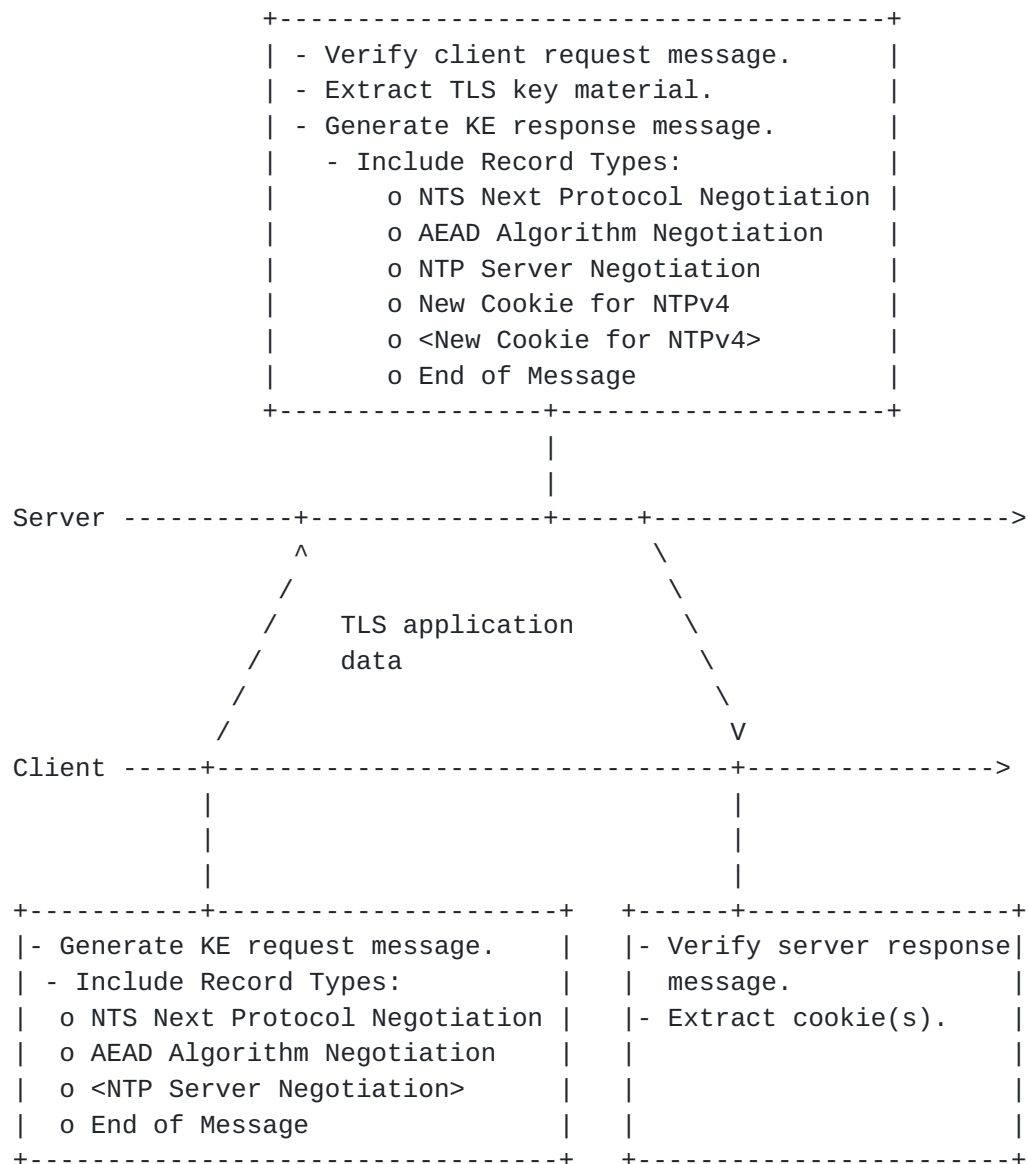 - Verify client request message.
- Extract TLS key material.
- Generate KE response message.
- Include Record Types:
o NTS Next Protocol Negotiation
o AEAD Algorithm Negotiation
o NTP Server Negotiation
o New Cookie for NTPv4
o <New Cookie for NTPv4>
o End of Message
Server
TLS application
data
Client
- Generate KE request message.
- Include Record Types:
o NTS Next Protocol Negotiation
o AEAD Algorithm Negotiation
o <NTP Server Negotiation>
o End of Message
- Verify server response
message.
- Extract cookie(s).